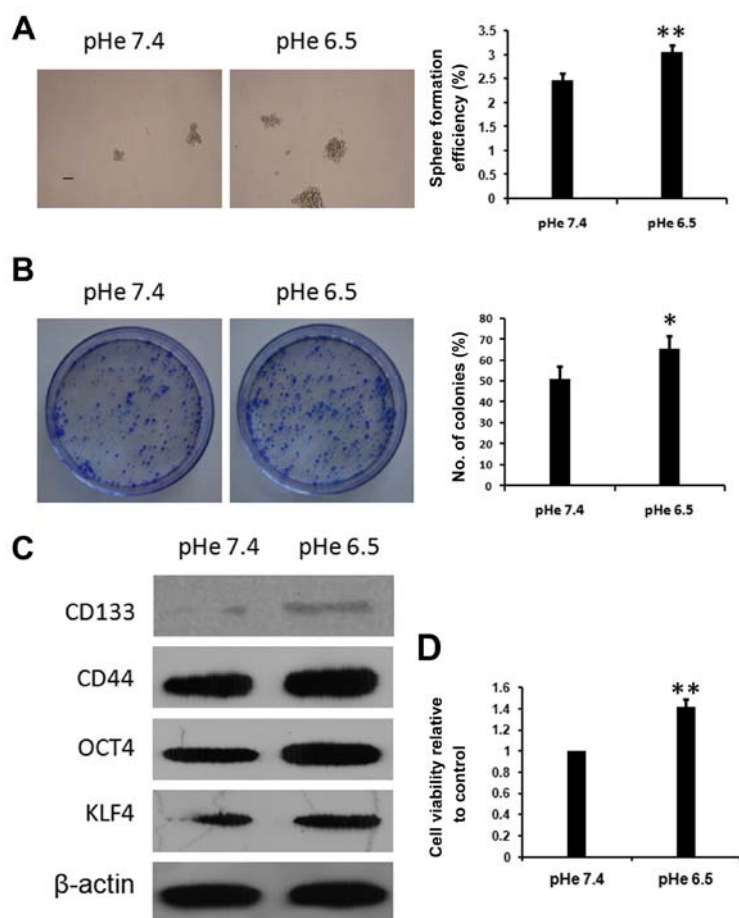 A
pHe 7.4
pHe 6.5
Sphere formation
efficiency (%)
3.5
3
2.5
2
1.5
1
0.5
0
**
pHe 7.4
pHe 6.5
B
pHe 7.4
pHe 6.5
No. of colonies (%)
80
70
60
50
40
30
20
10
0
*
pHe 7.4
pHe 6.5
C
pHe 7.4
pHe 6.5
CD133
CD44
OCT4
KLF4
β-actin
D
Cell viability relative
to control
1.6
1.4
1.2
1
0.8
0.6
0.4
0.2
0
**
pHe 7.4
pHe 6.5